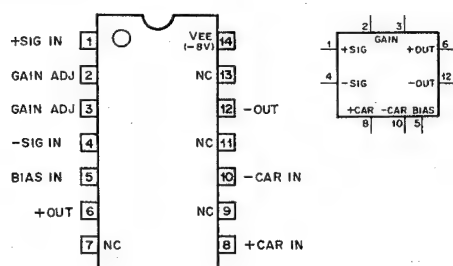 +SIG IN 1
GAIN ADJ 2
GAIN ADJ 3
-SIG IN 4
BIAS IN 5
+OUT 6
7 NC
VEE 14
(-8V)
NC 13
12 -OUT
NC 11
10 -CAR IN
NC 9
8 +CAR IN
2 3
GAIN
1 +SIG +OUT 6
4 -SIG -OUT 12
+CAR -CAR BIAS
8 10 5